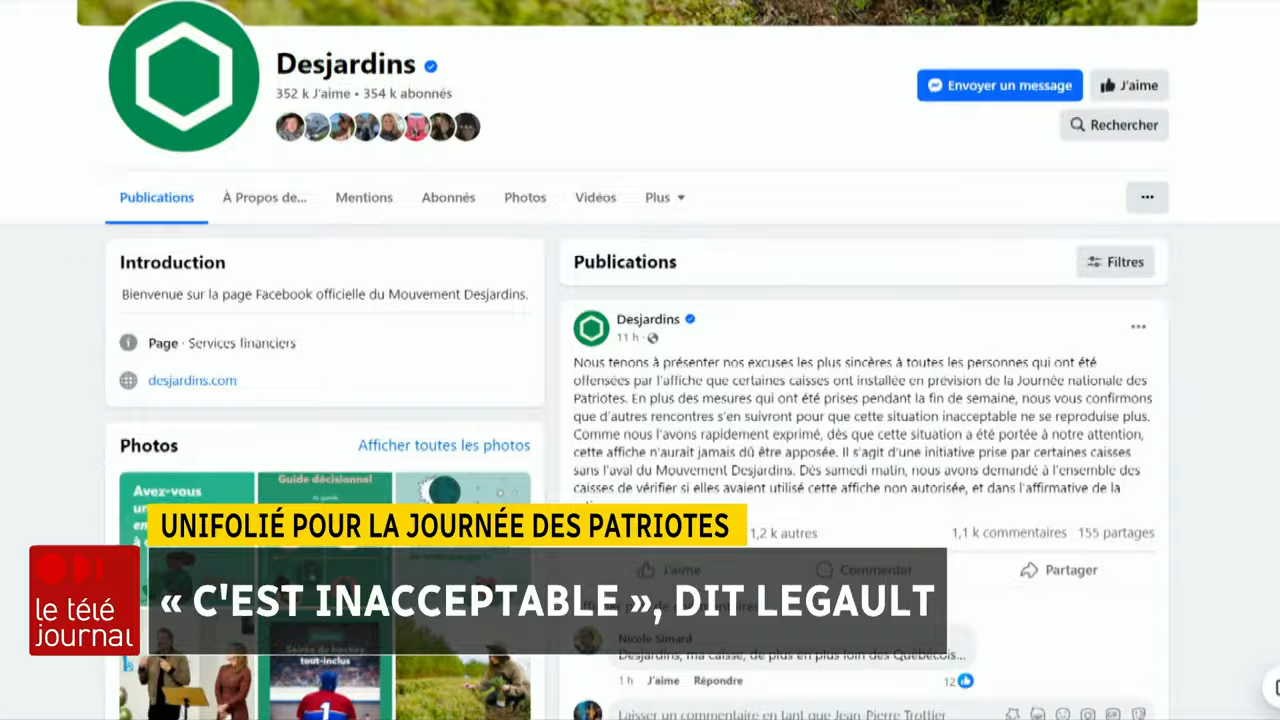 Desjardins
352 k J'aime • 354 k abonnés
Envoyer un message
J'aime
Rechercher
Publications
À Propos de...
Mentions
Abonnés
Photos
Vidéos
Plus
Introduction
Bienvenue sur la page Facebook officielle du Mouvement Desjardins.
Page · Services financiers
desjardins.com
Photos
Afficher toutes les photos
Avez-vous
Guide décisionnel
Publications
Filtres
Desjardins
11 h ·
Nous tenons à présenter nos excuses les plus sincères à toutes les personnes qui ont été
offensées par l'affiche que certaines caisses ont installée en prévision de la Journée nationale des
Patriotes. En plus des mesures qui ont été prises pendant la fin de semaine, nous vous confirmons
que d'autres rencontres s'en suivront pour que cette situation inacceptable ne se reproduise plus.
Comme nous l'avons rapidement exprimé, dès que cette situation a été portée à notre attention,
cette affiche n'aurait jamais dû être apposée. Il s'agit d'une initiative prise par certaines caisses
sans l'aval du Mouvement Desjardins. Dès samedi matin, nous avons demandé à l'ensemble des
caisses de vérifier si elles avaient utilisé cette affiche non autorisée, et dans l'affirmative de la
1,2 k autres
1,1 k commentaires 155 partages
J'aime
Commenter
Partager
UNIFOLIÉ POUR LA JOURNÉE DES PATRIOTES
« C'EST INACCEPTABLE », DIT LEGAULT
le télé
journal
Soirée de hockey
tout-inclus
1
Nicole Simard
Desjardins, ma caisse, de plus en plus loin des Québécois...
1 h J'aime Répondre
12
Laisser un commentaire en tant que Jean-Pierre Trottier